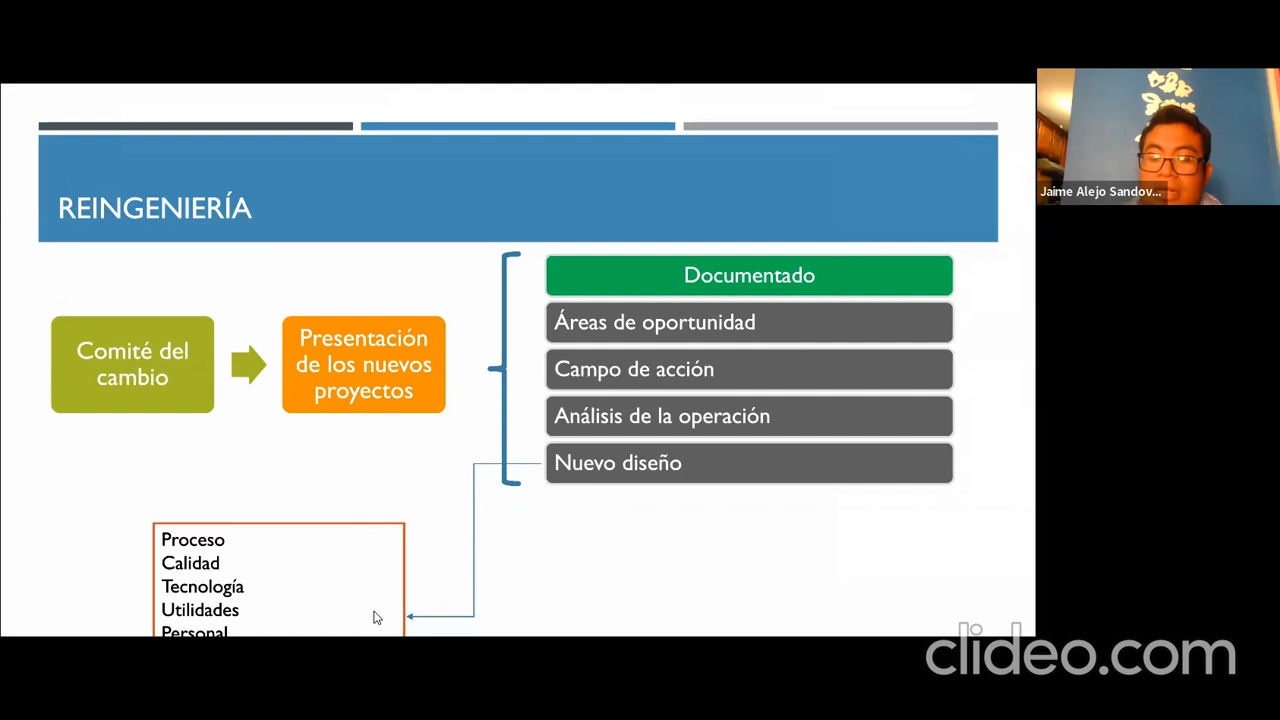 REINGENIERÍA
Comité del
cambio
Presentación
de los nuevos
proyectos
Documentado
Áreas de oportunidad
Campo de acción
Análisis de la operación
Nuevo diseño
Proceso
Calidad
Tecnología
Utilidades
Personal
Jaime Alejo Sandov...
clideo.com